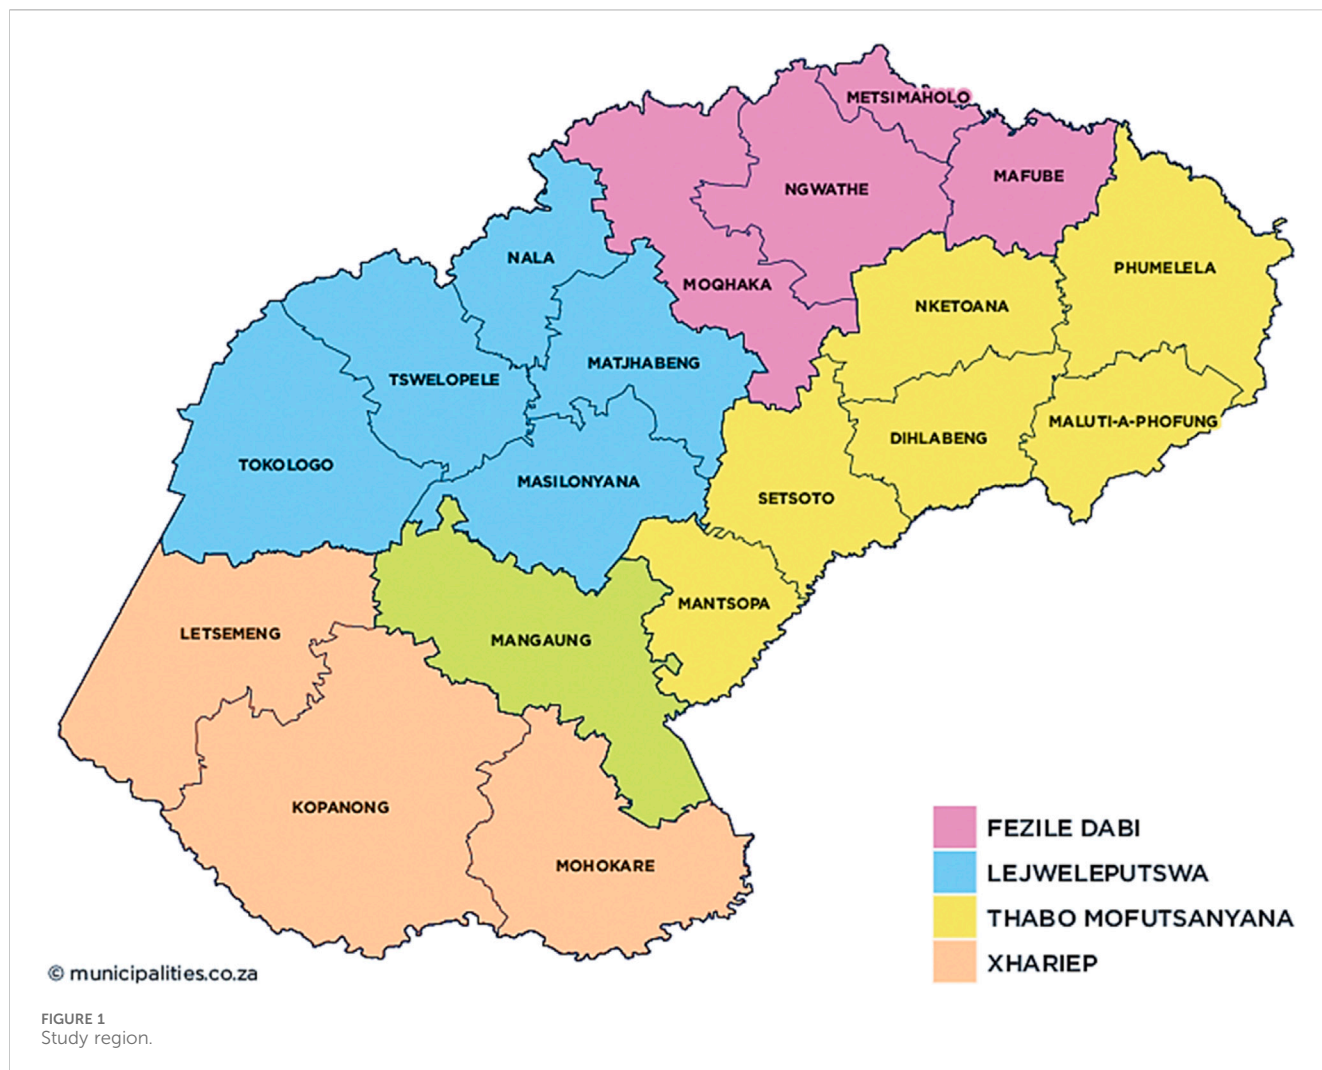 METSIMAHOLO
MAFUBE
NGWATHE
NALA
PHUMELELA
MOQHAKA
NKETOANA
MATJHABENG
TSWELOPELE
MALUTI-A-PHOFUNG
DIHLABENG
TOKOLOGO
MASILONYANA
SETSOTO
MANTSOPA
LETSEMENG
MANGAUNG
KOPANONG
MOHOKARE
FEZILE DABI
LEJWELEPUTSWA
THABO MOFUTSANYANA
XHARIEP
© municipalities.co.za
FIGURE 1
Study region.